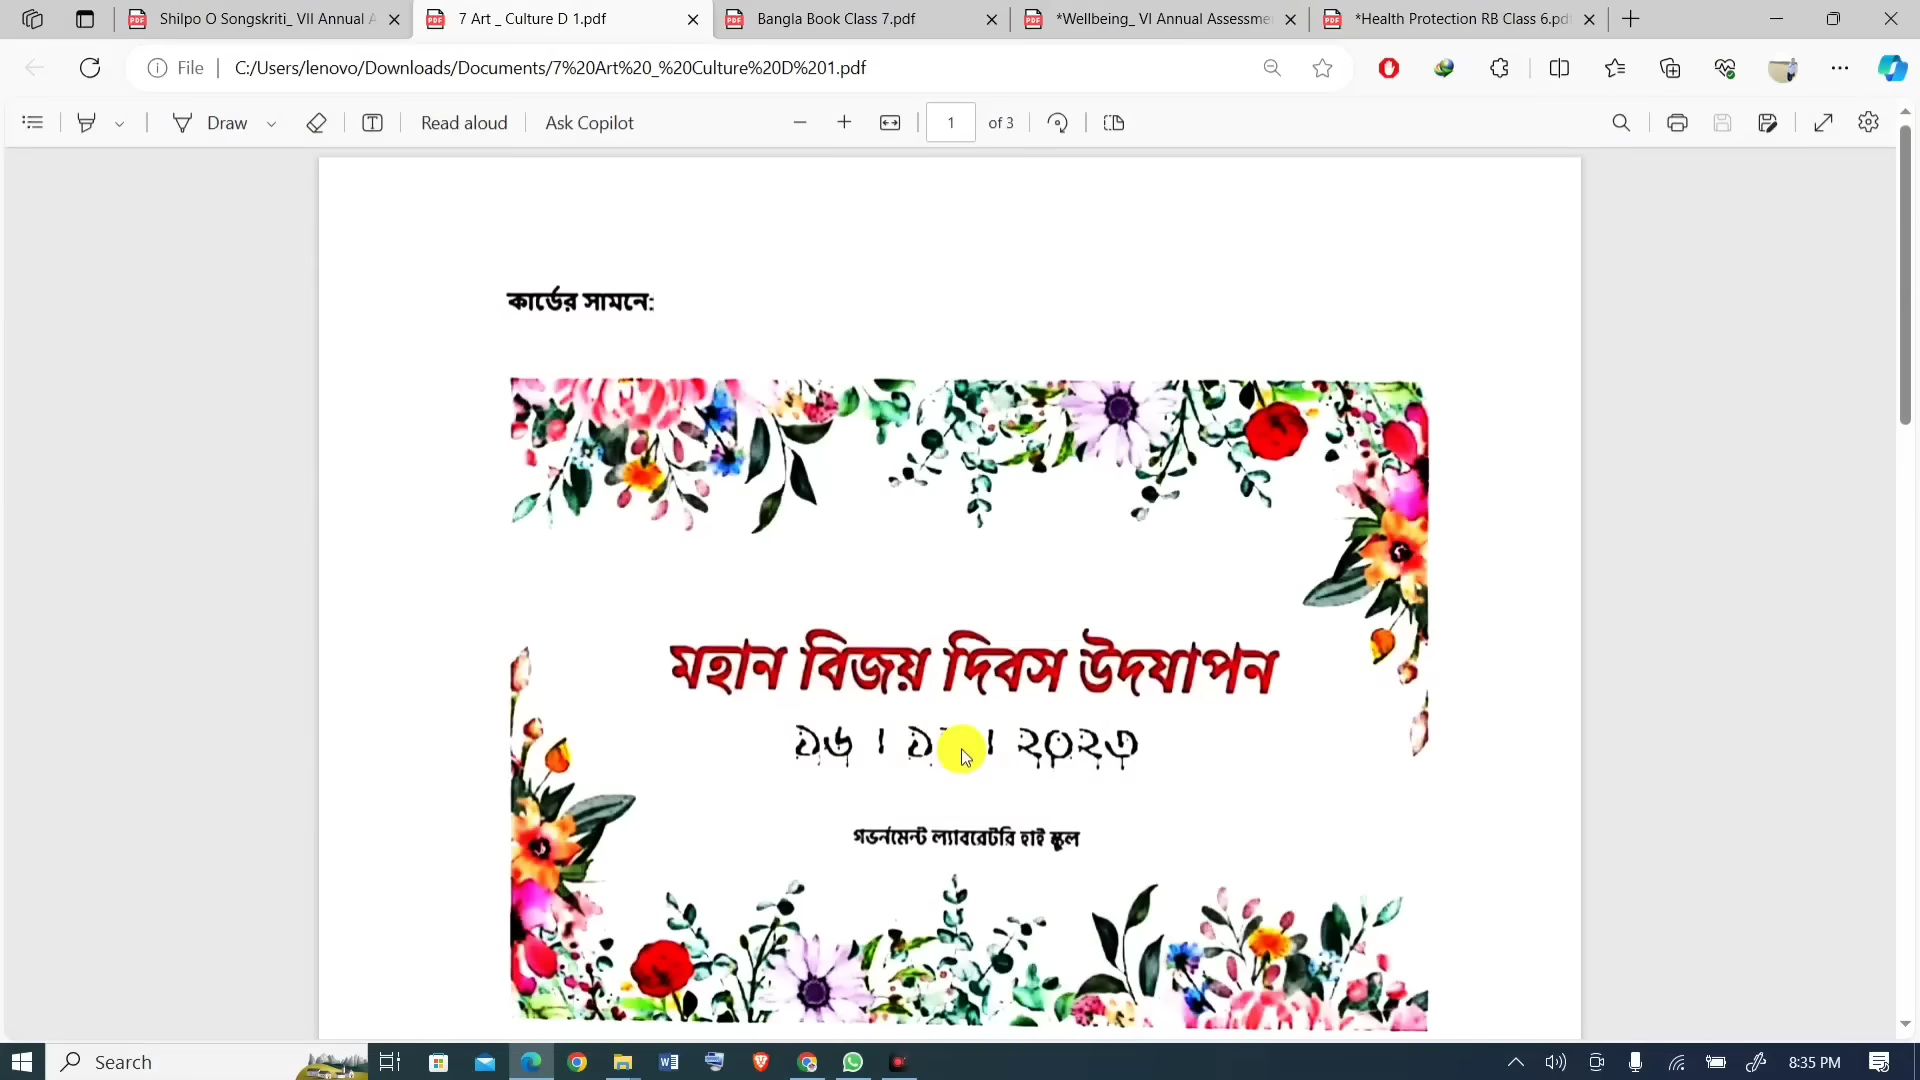 Shilpo O Songskriti_ VII Annual A
7 Art _ Culture D 1.pdf
Bangla Book Class 7.pdf
*Wellbeing_ VI Annual Assessme
*Health Protection RB Class 6.pdf
File
C:/Users/lenovo/Downloads/Documents/7%20Art%20_%20Culture%20D%201.pdf
Draw
Read aloud
Ask Copilot
1 of 3
কার্ডের সামনে:
মহান বিজয় দিবস উদযাপন
১৬ । ১ । ২০২৩
গভর্নমেন্ট ল্যাবরেটরি হাই স্কুল
Search
8:35 PM